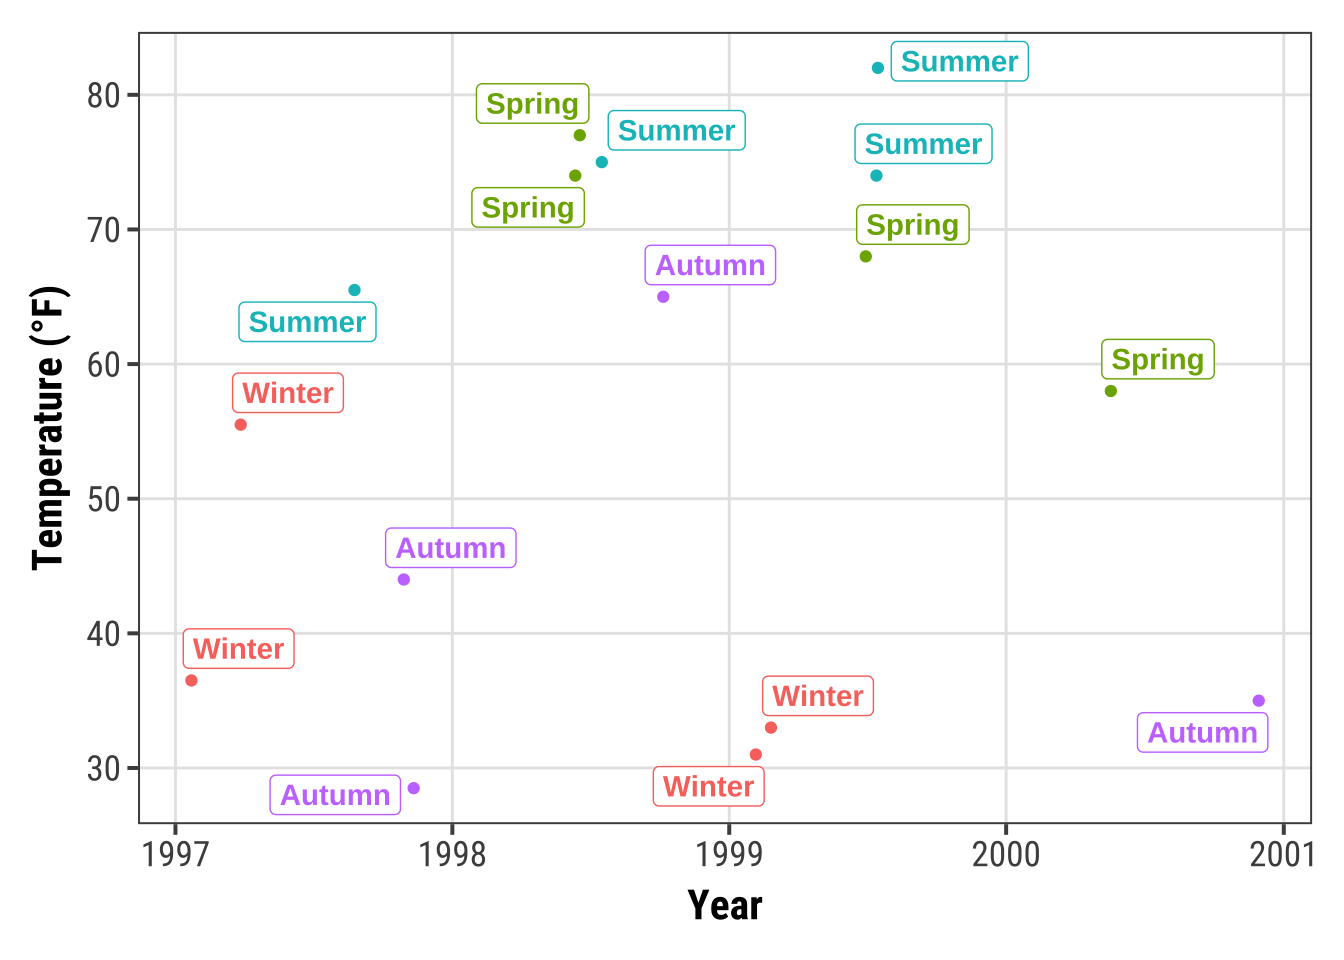 Summer
80
Spring
Summer
Summer
Spring
Spring
70
Autumn
Summer
Temperature (°F)
60
Spring
Winter
50
Autumn
40
Winter
Winter
Autumn
30
Winter
Autumn
1997
1998
1999
2000
2001
Year